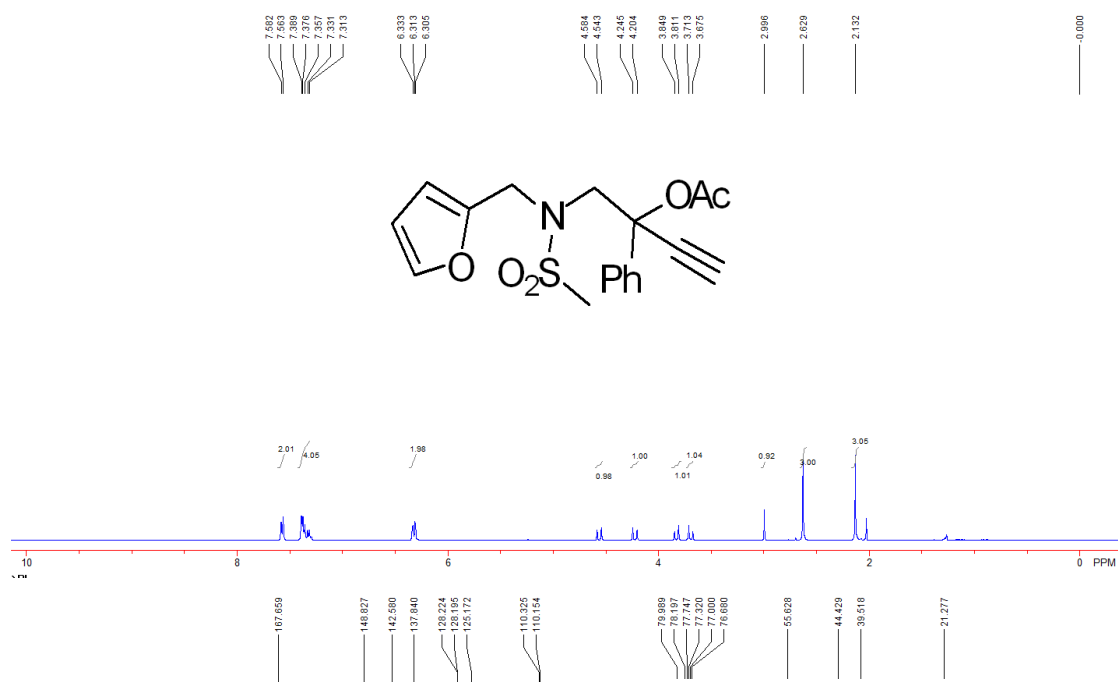 7.582 7.563 7.389 7.376 7.357 7.331 7.313 6.333 6.313 6.305 4.584 4.543 4.245 4.204 3.849 3.811 3.713 3.675 2.996 2.629 2.132 -0.000
OAc
N
O O₂S Ph
2.01 4.05 1.98 0.98 1.00 1.01 1.04 0.92 3.00 3.05
10 8 6 4 2 0 PPM
167.659 148.827 142.580 137.840 128.224 128.195 125.172 110.325 110.154 79.989 78.197 77.747 77.320 77.000 76.680 55.628 44.429 39.518 21.277